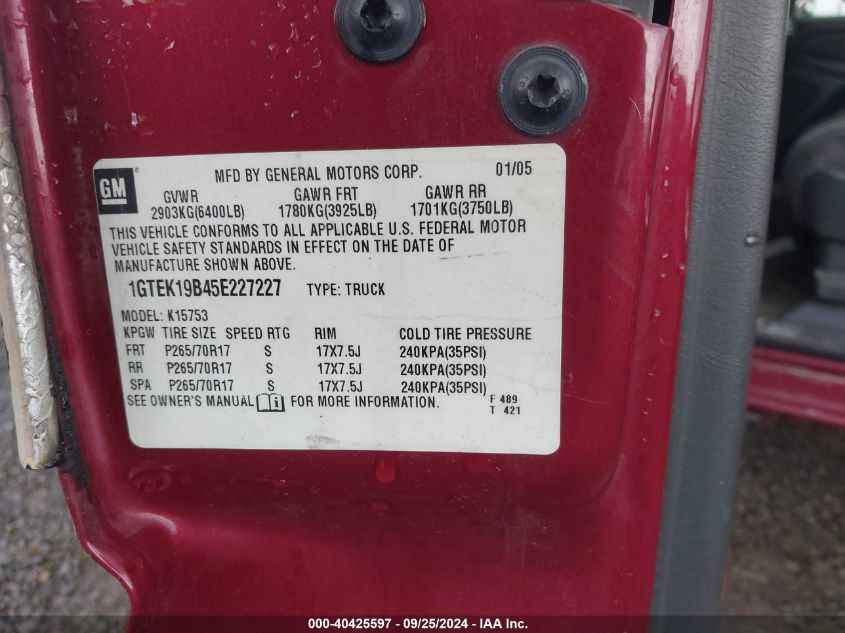 GM
MFD BY GENERAL MOTORS CORP. 01/05
GVWR GAWR FRT GAWR RR
2903KG(6400LB) 1780KG(3925LB) 1701KG(3750LB)
THIS VEHICLE CONFORMS TO ALL APPLICABLE U.S. FEDERAL MOTOR
VEHICLE SAFETY STANDARDS IN EFFECT ON THE DATE OF
MANUFACTURE SHOWN ABOVE.
1GTEK19B45E227227 TYPE: TRUCK
MODEL: K15753
KPGW TIRE SIZE SPEED RTG RIM COLD TIRE PRESSURE
FRT P265/70R17 S 17X7.5J 240KPA(35PSI)
RR P265/70R17 S 17X7.5J 240KPA(35PSI)
SPA P265/70R17 S 17X7.5J 240KPA(35PSI)
SEE OWNER'S MANUAL i FOR MORE INFORMATION. F 489
T 421
000-40425597 - 09/25/2024 - IAA Inc.